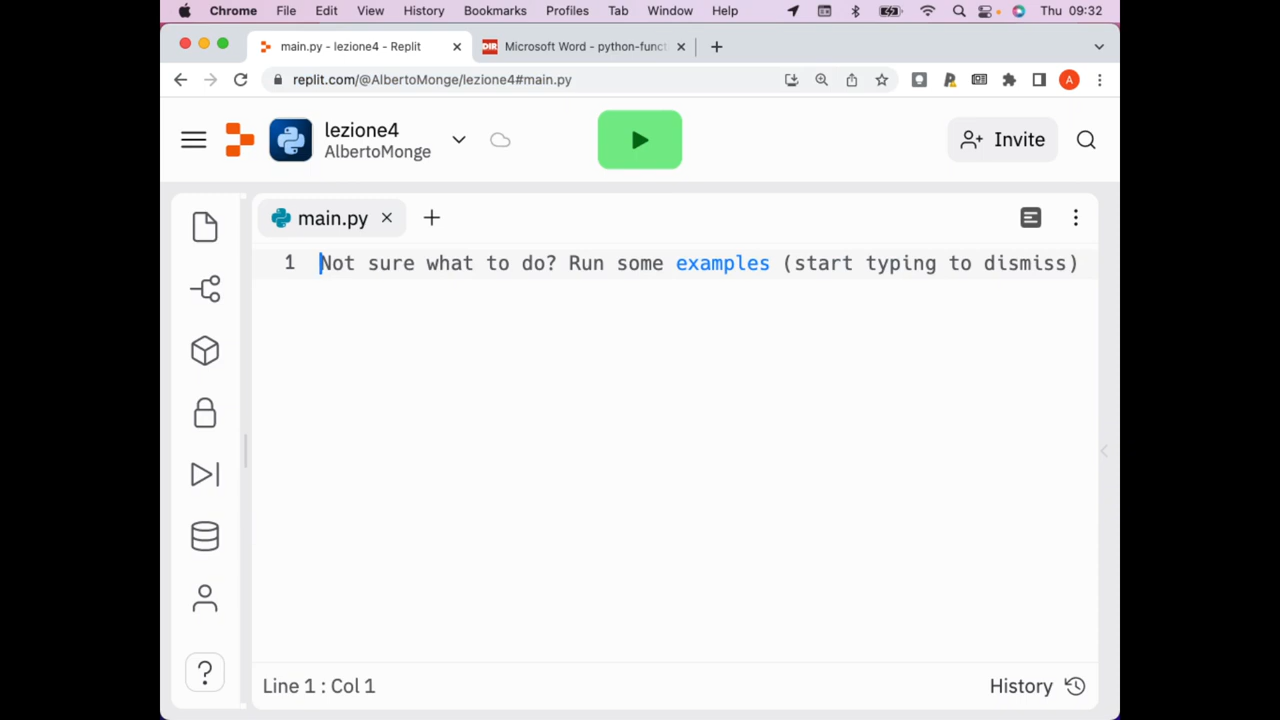 Chrome File Edit View History Bookmarks Profiles Tab Window Help Thu 09:32
main.py - lezione4 - Replit DIR Microsoft Word - python-funct
replit.com/@AlbertoMonge/lezione4#main.py A
lezione4
AlbertoMonge
Invite
main.py
1 Not sure what to do? Run some examples (start typing to dismiss)
?
Line 1 : Col 1 History